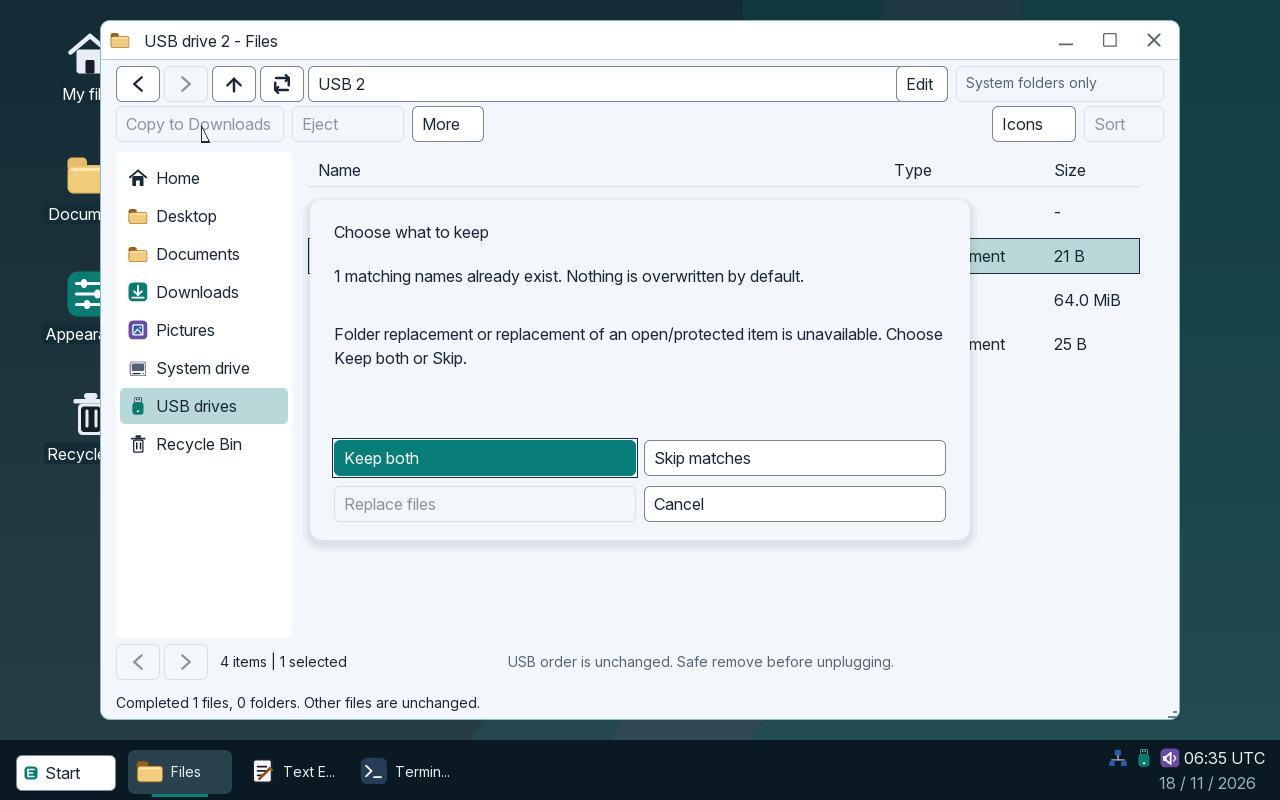 USB drive 2 - Files
USB 2
Edit
System folders only
Copy to Downloads
Eject
More
Icons
Sort
My fil
Docum
Appeara
Recycle
Home
Desktop
Documents
Downloads
Pictures
System drive
USB drives
Recycle Bin
Name Type Size
-
ment 21 B
64.0 MiB
ment 25 B
Choose what to keep
1 matching names already exist. Nothing is overwritten by default.
Folder replacement or replacement of an open/protected item is unavailable. Choose
Keep both or Skip.
Keep both
Skip matches
Replace files
Cancel
4 items | 1 selected
USB order is unchanged. Safe remove before unplugging.
Completed 1 files, 0 folders. Other files are unchanged.
Start
Files
Text E...
Termin...
06:35 UTC
18 / 11 / 2026